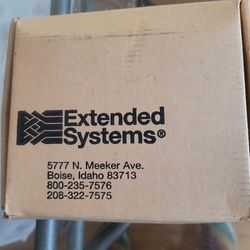 Extended
Systems®
5777 N. Meeker Ave.
Boise, Idaho 83713
800-235-7576
208-322-7575